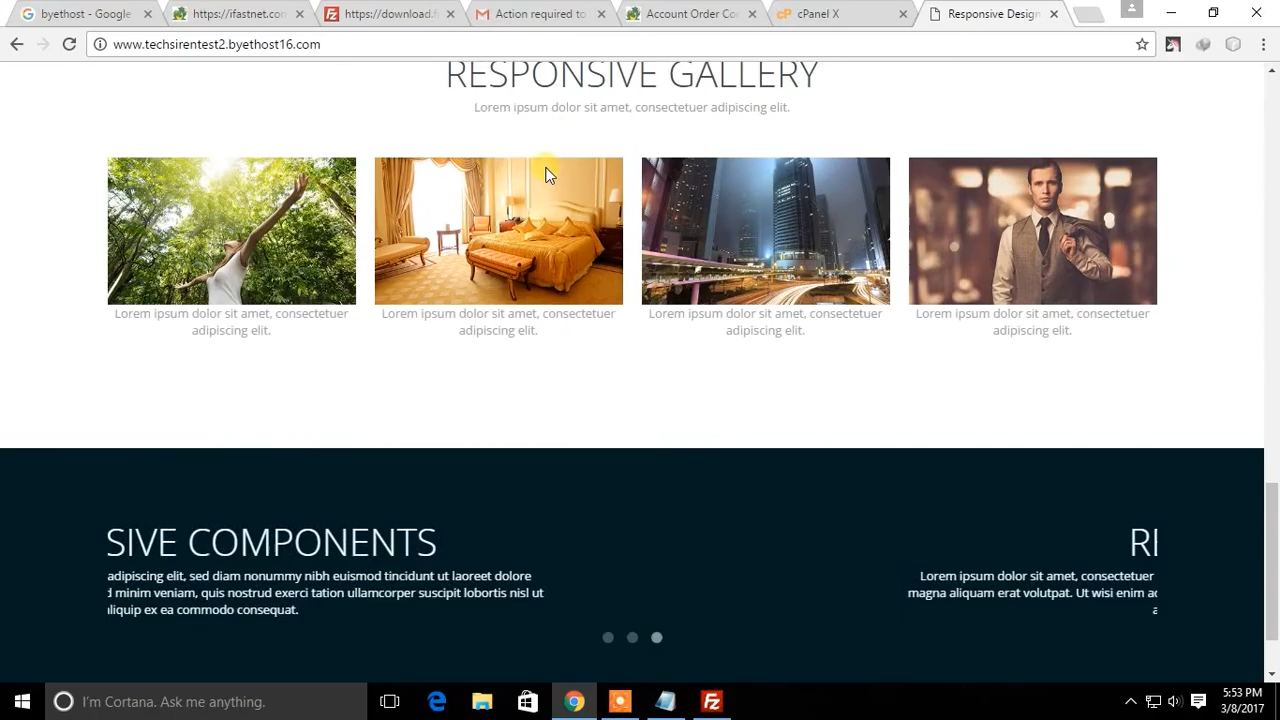 byethost - Google
https://ifastnet.con
https://download.f
Action required to
Account Order Co
cPanel X
Responsive Design
www.techsirentest2.byethost16.com
RESPONSIVE GALLERY
Lorem ipsum dolor sit amet, consectetuer adipiscing elit.
Lorem ipsum dolor sit amet, consectetuer
adipiscing elit.
Lorem ipsum dolor sit amet, consectetuer
adipiscing elit.
Lorem ipsum dolor sit amet, consectetuer
adipiscing elit.
Lorem ipsum dolor sit amet, consectetuer
adipiscing elit.
SIVE COMPONENTS
adipiscing elit, sed diam nonummy nibh euismod tincidunt ut laoreet dolore
d minim veniam, quis nostrud exerci tation ullamcorper suscipit lobortis nisl ut
aliquip ex ea commodo consequat.
RE
Lorem ipsum dolor sit amet, consectetuer
magna aliquam erat volutpat. Ut wisi enim ad
a
I'm Cortana. Ask me anything.
5:53 PM
3/8/2017